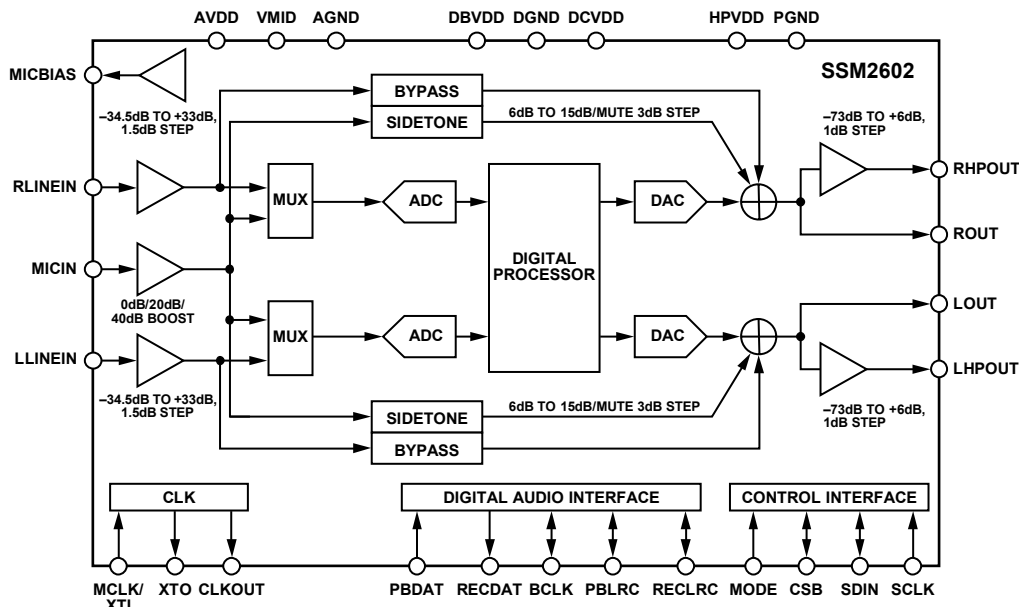 AVDD VMID AGND DBVDD DGND DCVDD HPVDD PGND
MICBIAS
SSM2602
–34.5dB TO +33dB,
1.5dB STEP
BYPASS
SIDETONE
6dB TO 15dB/MUTE 3dB STEP
–73dB TO +6dB,
1dB STEP
RLINEIN
MUX
ADC
DAC
RHPOUT
ROUT
MICIN
DIGITAL
PROCESSOR
0dB/20dB/
40dB BOOST
LOUT
LLINEIN
MUX
ADC
DAC
LHPOUT
–34.5dB TO +33dB,
1.5dB STEP
SIDETONE
BYPASS
6dB TO 15dB/MUTE 3dB STEP
–73dB TO +6dB,
1dB STEP
CLK
DIGITAL AUDIO INTERFACE
CONTROL INTERFACE
MCLK/
XTI
XTO CLKOUT
PBDAT RECDAT BCLK PBLRC RECLRC MODE CSB SDIN SCLK